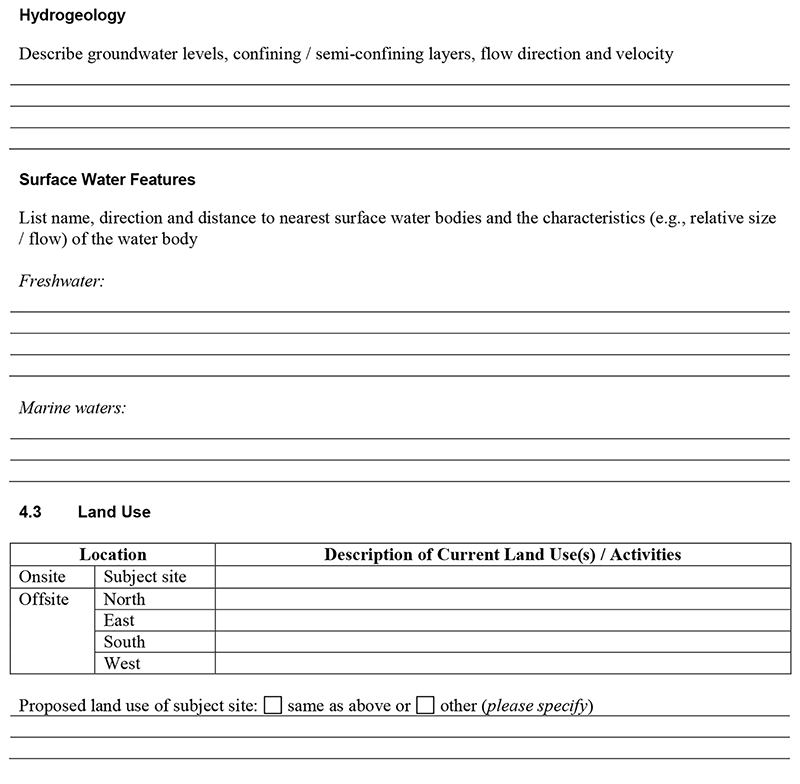 Hydrogeology
Describe groundwater levels, confining / semi-confining layers, flow direction and velocity
Surface Water Features
List name, direction and distance to nearest surface water bodies and the characteristics (e.g., relative size
/ flow) of the water body
Freshwater:
Marine waters:
4.3 Land Use
Location Description of Current Land Use(s) / Activities
Onsite Subject site
Offsite North
East
South
West
Proposed land use of subject site: same as above or other (please specify)